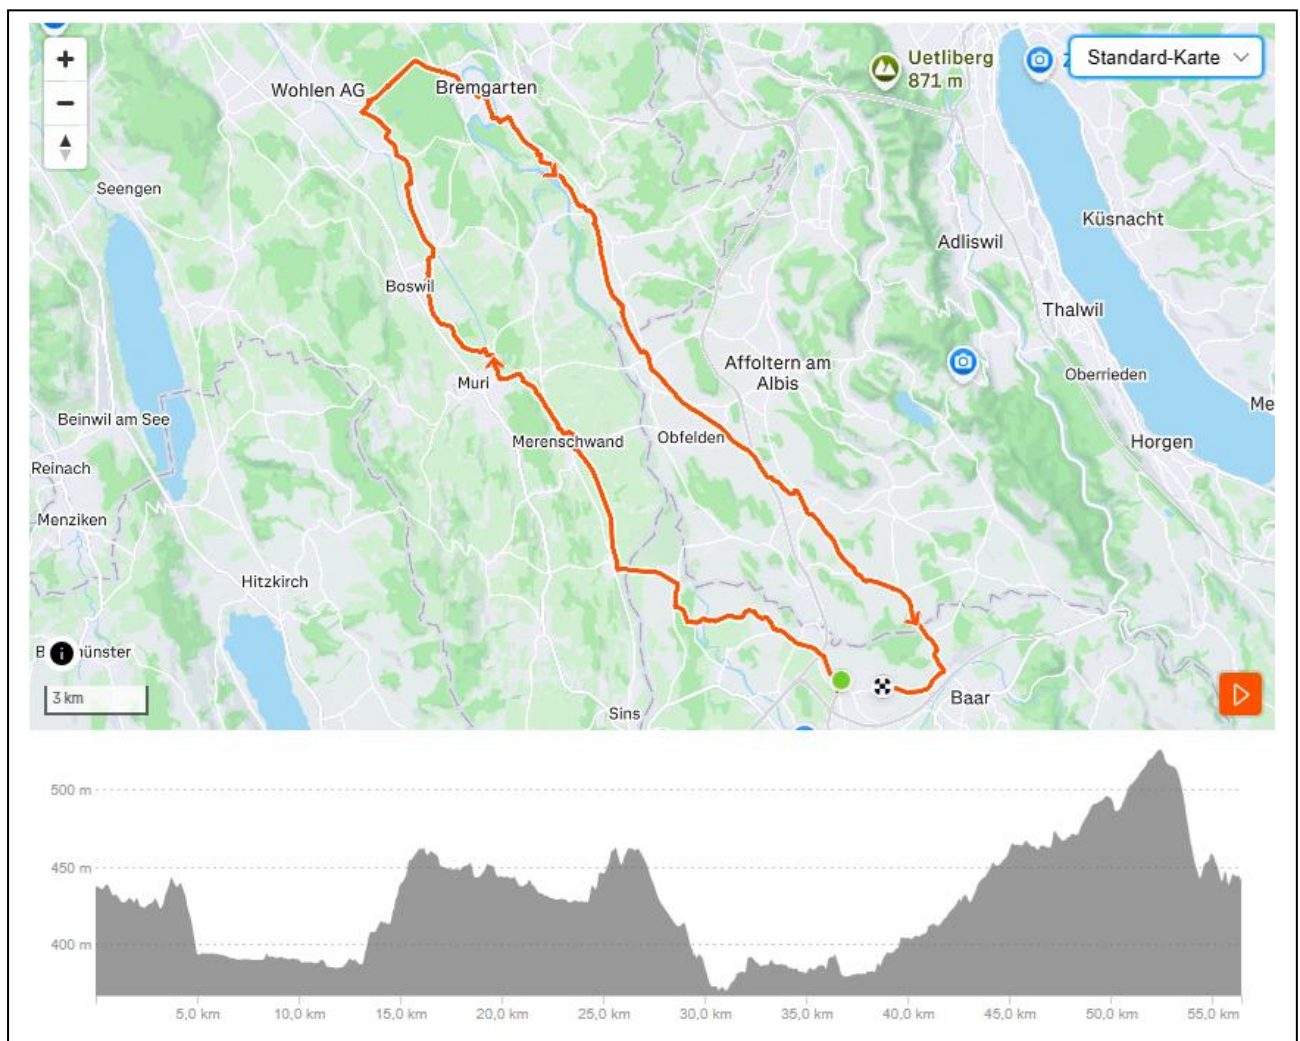 Standard-Karte
Uetliberg
871 m
+
−
Wohlen AG
Bremgarten
Seengen
Küsnacht
Adliswil
Boswil
Thalwil
Affoltern am
Albis
Oberrieden
Muri
Me
Beinwil am See
Merenschwand
Obfelden
Horgen
Reinach
Menziken
Hitzkirch
B
i
ünster
3 km
Sins
Baar
500 m
450 m
400 m
5,0 km
10,0 km
15,0 km
20,0 km
25,0 km
30,0 km
35,0 km
40,0 km
45,0 km
50,0 km
55,0 km